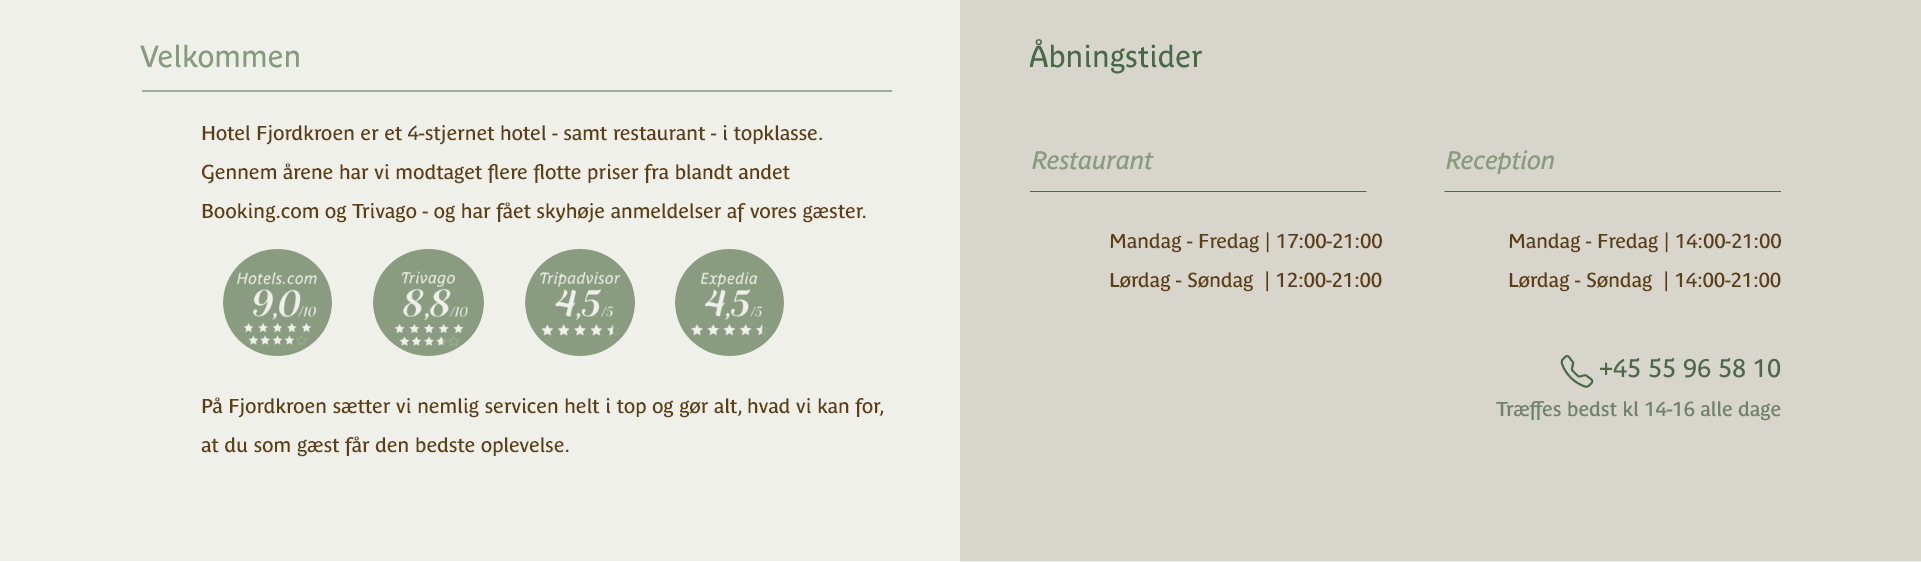 Velkommen
Hotel Fjordkroen er et 4-stjernet hotel - samt restaurant - i topklasse.
Gennem årene har vi modtaget flere flotte priser fra blandt andet
Booking.com og Trivago - og har fået skyhøje anmeldelser af vores gæster.
Hotels.com
9,0/10
Trivago
8,8/10
Tripadvisor
4,5/5
Expedia
4,5/5
På Fjordkroen sætter vi nemlig servicen helt i top og gør alt, hvad vi kan for,
at du som gæst får den bedste oplevelse.
Åbningstider
Restaurant
Mandag - Fredag | 17:00-21:00
Lørdag - Søndag | 12:00-21:00
Reception
Mandag - Fredag | 14:00-21:00
Lørdag - Søndag | 14:00-21:00
+45 55 96 58 10
Træffes bedst kl 14-16 alle dage